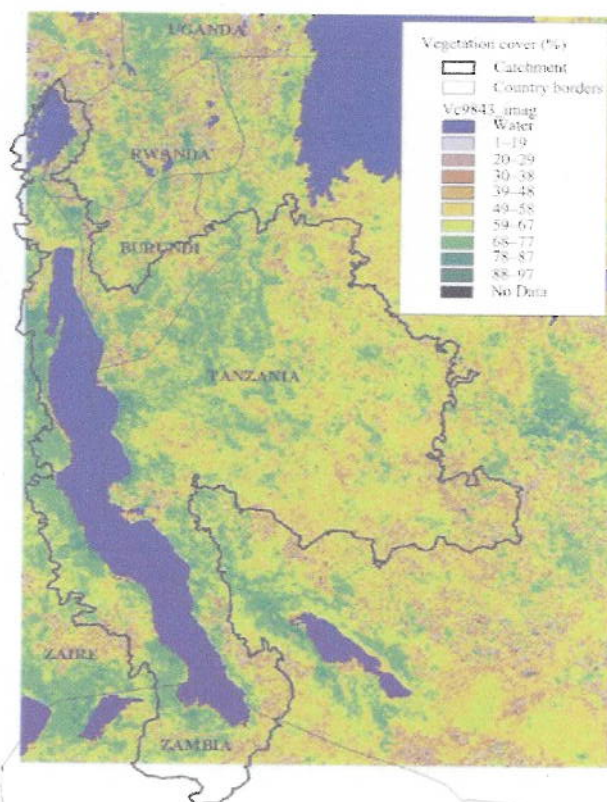 UGANDA
Vegetation cover (%)
Catchment
Country borders
Vc9843_imag
Water
1–19
20–29
30–38
39–48
49–58
59–67
68–77
78–87
88–97
No Data
RWANDA
BURUNDI
TANZANIA
ZAIRE
ZAMBIA